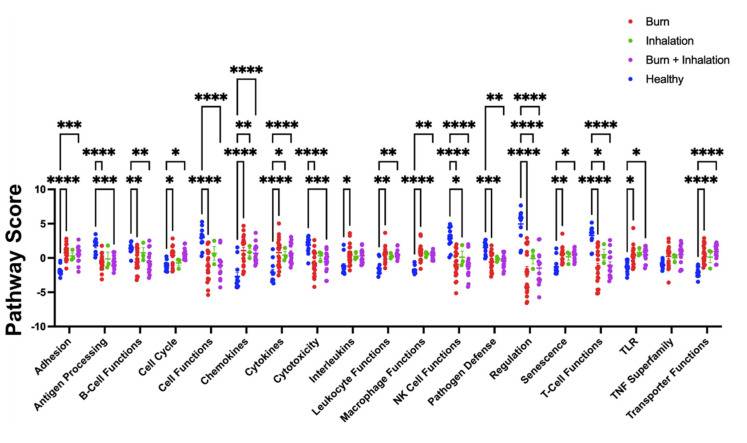 Burn
Inhalation
Burn + Inhalation
Healthy
****
**** ** ****
*** ** **** ** **** **** ****
**** ** * **** * **** ** **** **** * * * ****
**** *** ** * **** **** *** * ** **** * *** ** **** * ****
10
5
0
-5
-10
Pathway Score
Adhesion
Antigen Processing
B-Cell Functions
Cell Cycle
Cell Functions
Chemokines
Cytokines
Cytotoxicity
Interleukins
Leukocyte Functions
Macrophage Functions
NK Cell Functions
Pathogen Defense
Regulation
Senescence
T-Cell Functions
TLR
TNF Superfamily
Transporter Functions